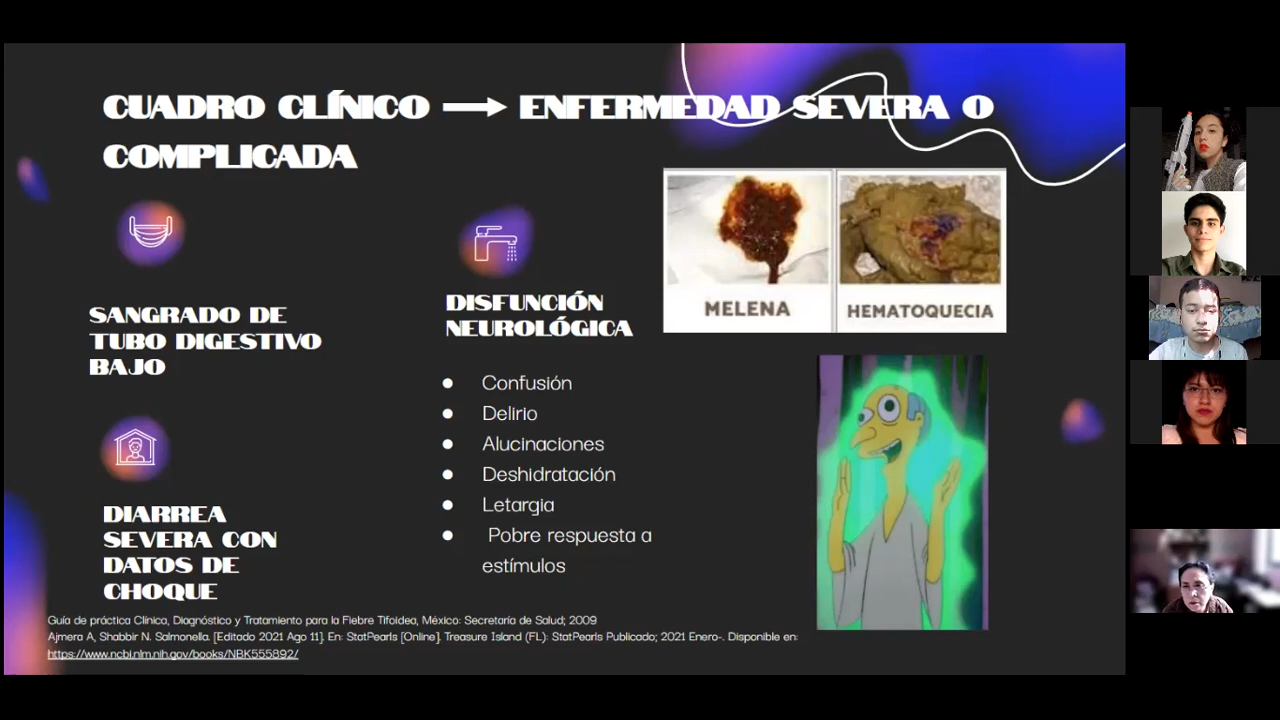 CUADRO CLÍNICO ENFERMEDAD SEVERA O
COMPLICADA
SANGRADO DE
TUBO DIGESTIVO
BAJO
DIARREA
SEVERA CON
DATOS DE
CHOQUE
DISFUNCIÓN
NEUROLÓGICA
● Confusión
● Delirio
● Alucinaciones
● Deshidratación
● Letargia
● Pobre respuesta a
estímulos
MELENA
HEMATOQUECIA
Guía de práctica Clínica, Diagnóstico y Tratamiento para la Fiebre Tifoidea, México: Secretaría de Salud; 2009
Ajmera A, Shabbir N. Salmonella. [Editado 2021 Ago 11]. En: StatPearls [Online]. Treasure Island (FL): StatPearls Publicado; 2021 Enero-. Disponible en:
https://www.ncbi.nlm.nih.gov/books/NBK555892/